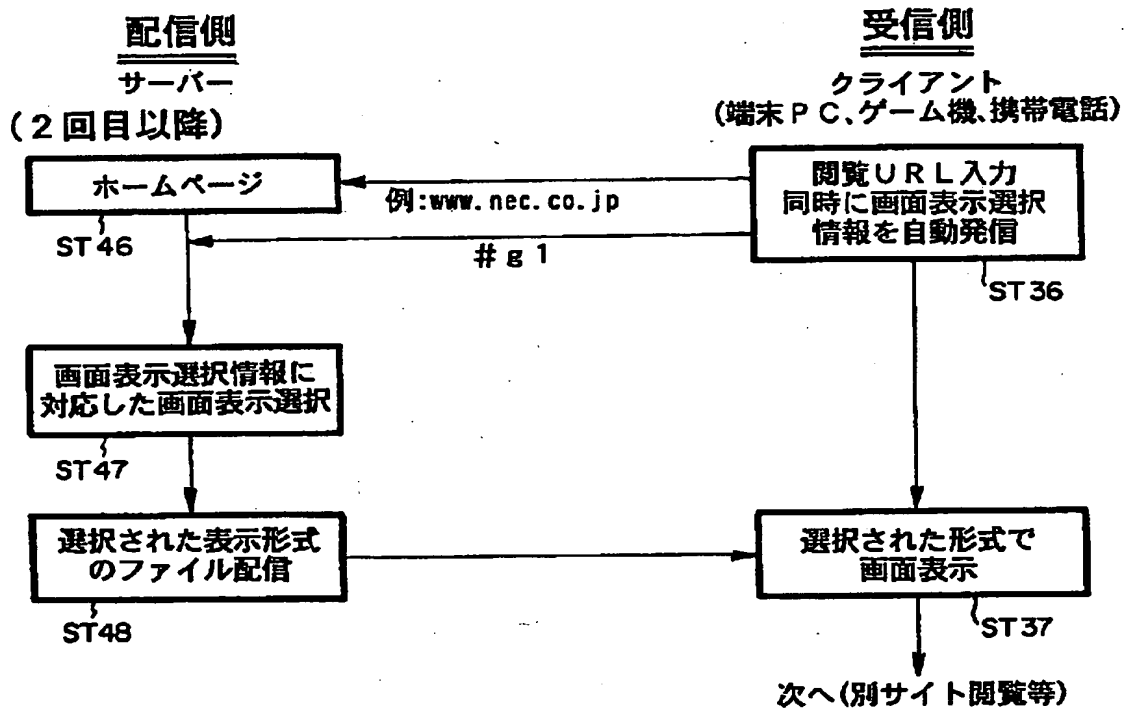 配信側
サーバー
(2回目以降)
受信側
クライアント
(端末PC、ゲーム機、携帯電話)
ホームページ
ST46
例:www.nec.co.jp
#g1
閲覧URL入力
同時に画面表示選択
情報を自動発信
ST36
画面表示選択情報に
対応した画面表示選択
ST47
選択された表示形式
のファイル配信
ST48
選択された形式で
画面表示
ST37
次へ(別サイト閲覧等)